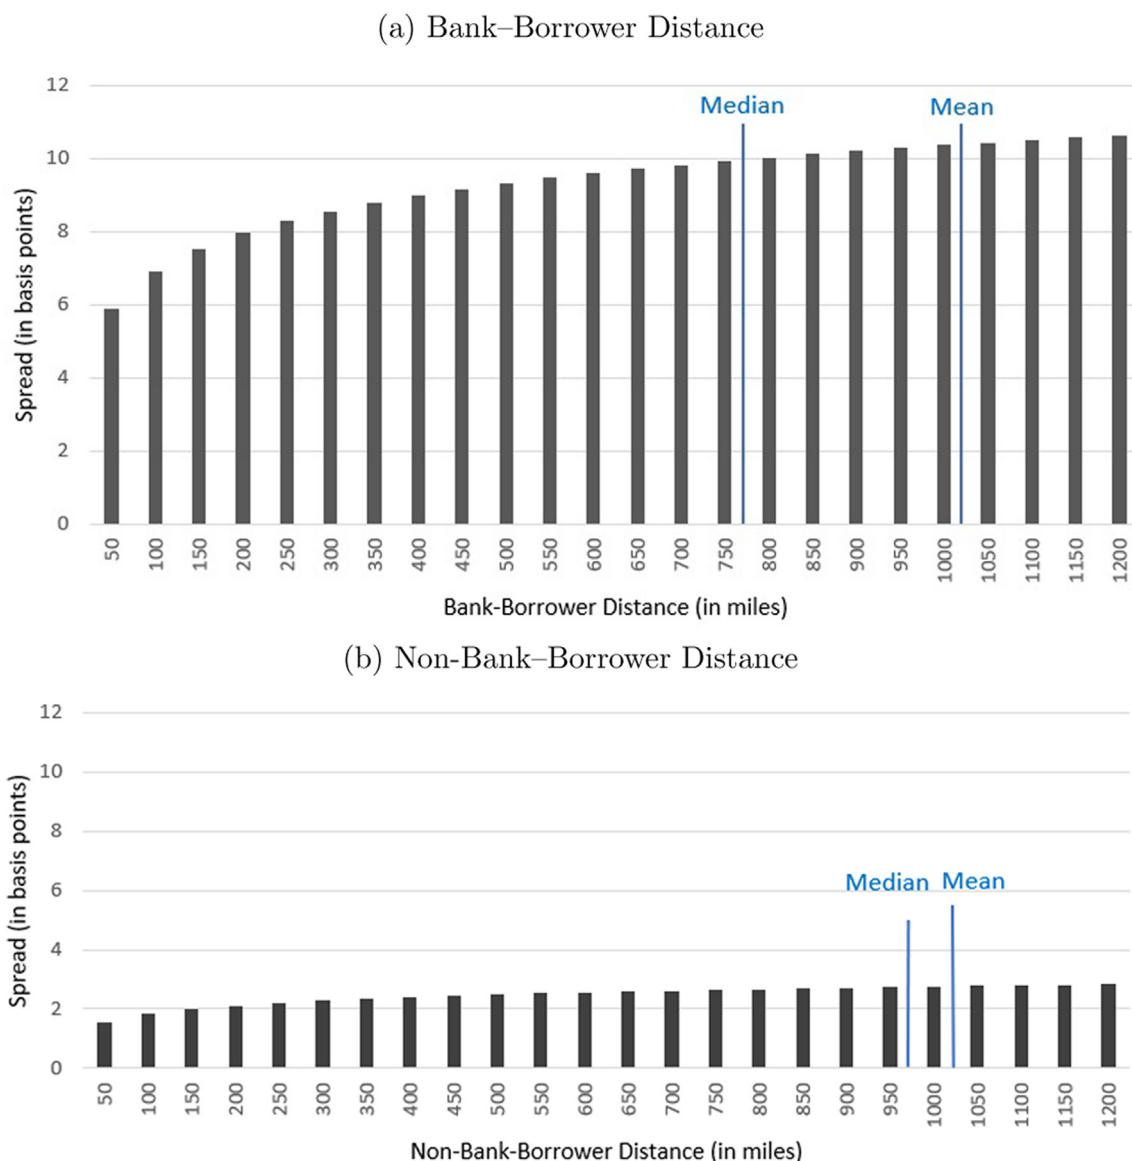 (a) Bank–Borrower Distance
12
Median
Mean
10
8
6
4
2
0
Spread (in basis points)
50 100 150 200 250 300 350 400 450 500 550 600 650 700 750 800 850 900 950 1000 1050 1100 1150 1200
Bank-Borrower Distance (in miles)
(b) Non-Bank–Borrower Distance
12
10
8
6
Median Mean
4
2
0
Spread (in basis points)
50 100 150 200 250 300 350 400 450 500 550 600 650 700 750 800 850 900 950 1000 1050 1100 1150 1200
Non-Bank-Borrower Distance (in miles)